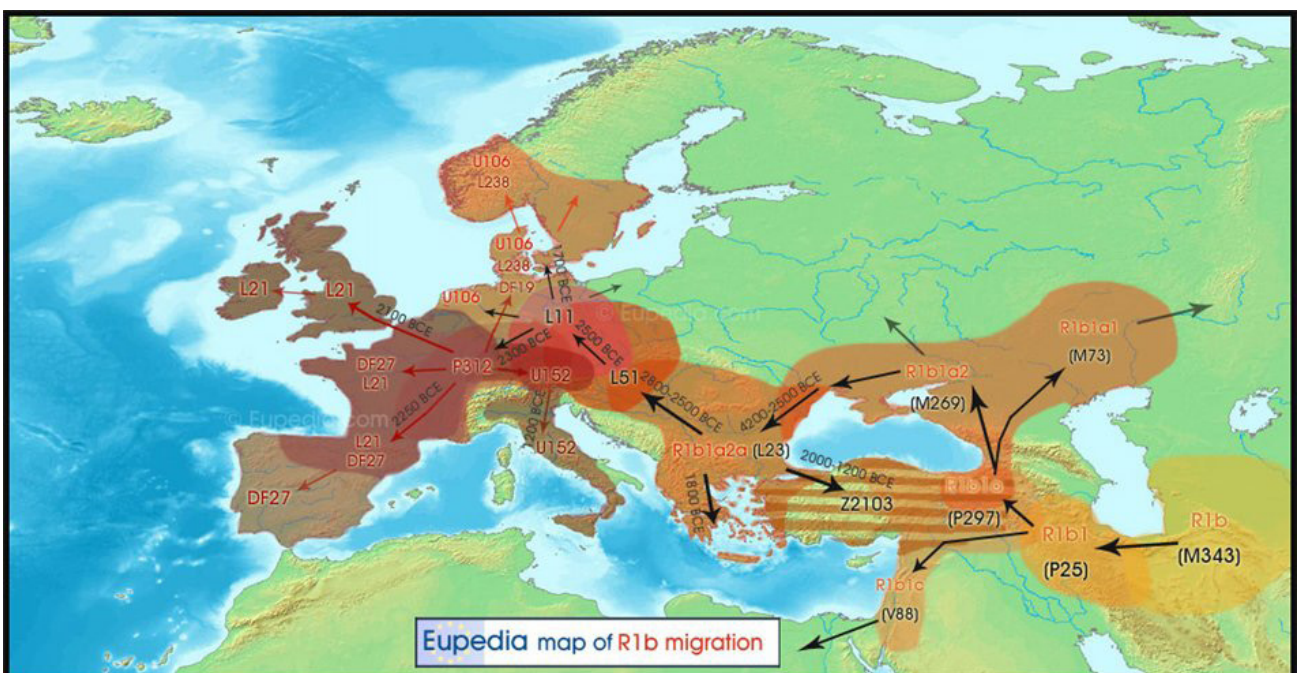 U106
L238
U106
L238
1700 BCE
DF19
U106
L11
© Eupedia.com
L21
L21
2100 BCE
2500 BCE
2300 BCE
R1b1a1
(M73)
DF27
L21
P312
U152
L51
R1b1a2
(M269)
2800-2500 BCE
4200-2500 BCE
© Eupedia.com
2250 BCE
2200 BCE
L21
DF27
U152
R1b1a2a (L23)
2000-1200 BCE
DF27
1800 BCE
Z2103
(P297)
R1b1
(P25)
R1b
(M343)
R1b1c
(V88)
Eupedia map of R1b migration